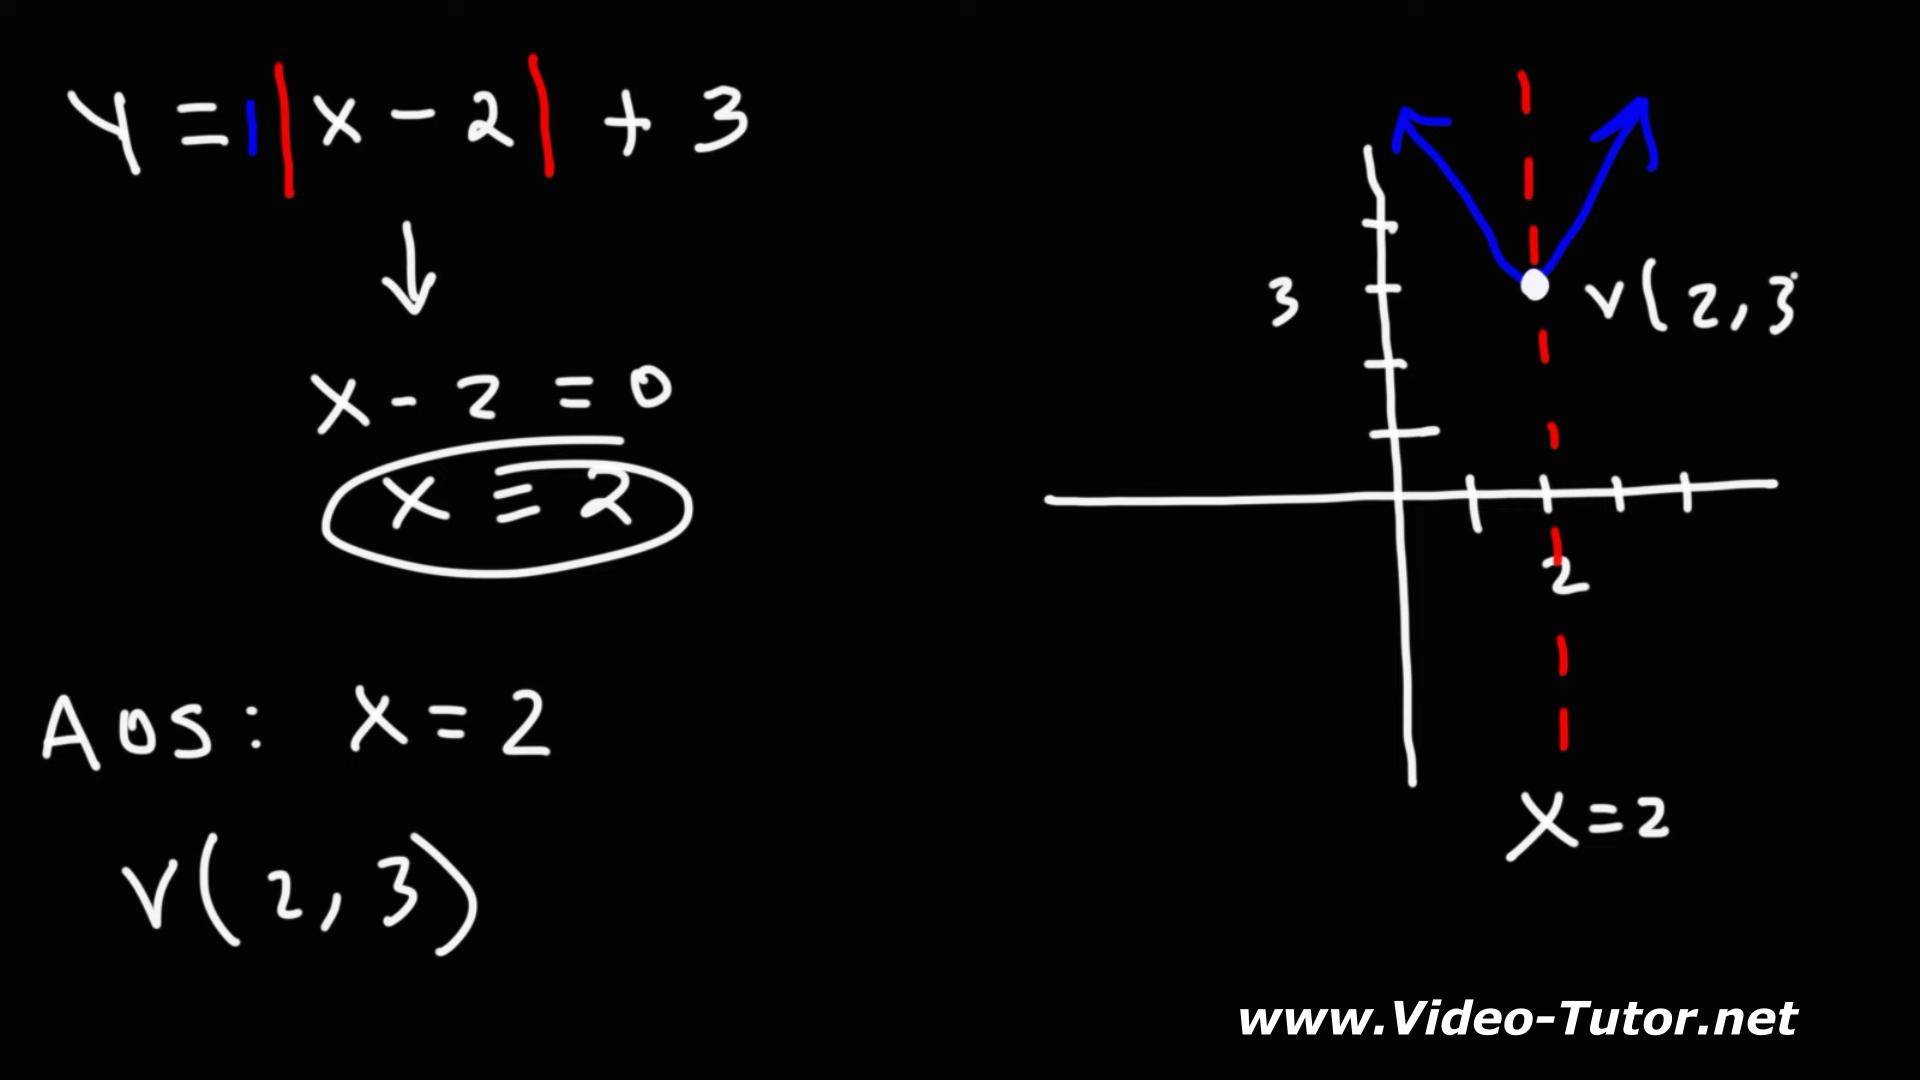 Y = 1|x - 2| + 3
x - 2 = 0
x = 2
AOS: x = 2
V(2, 3)
3
V(2, 3
2
x = 2
www.Video-Tutor.net